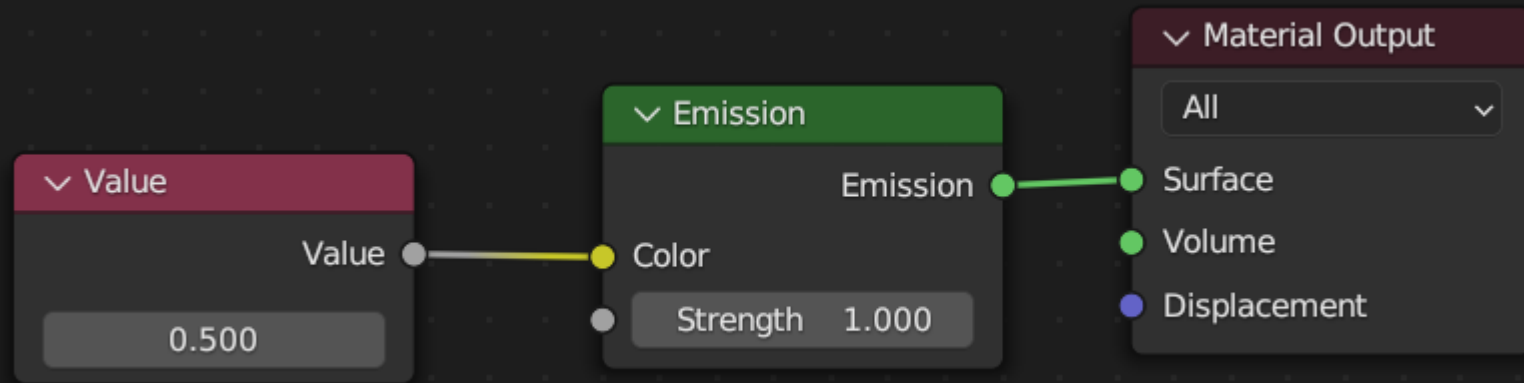 Value
Value
0.500
Emission
Emission
Color
Strength 1.000
Material Output
All
Surface
Volume
Displacement